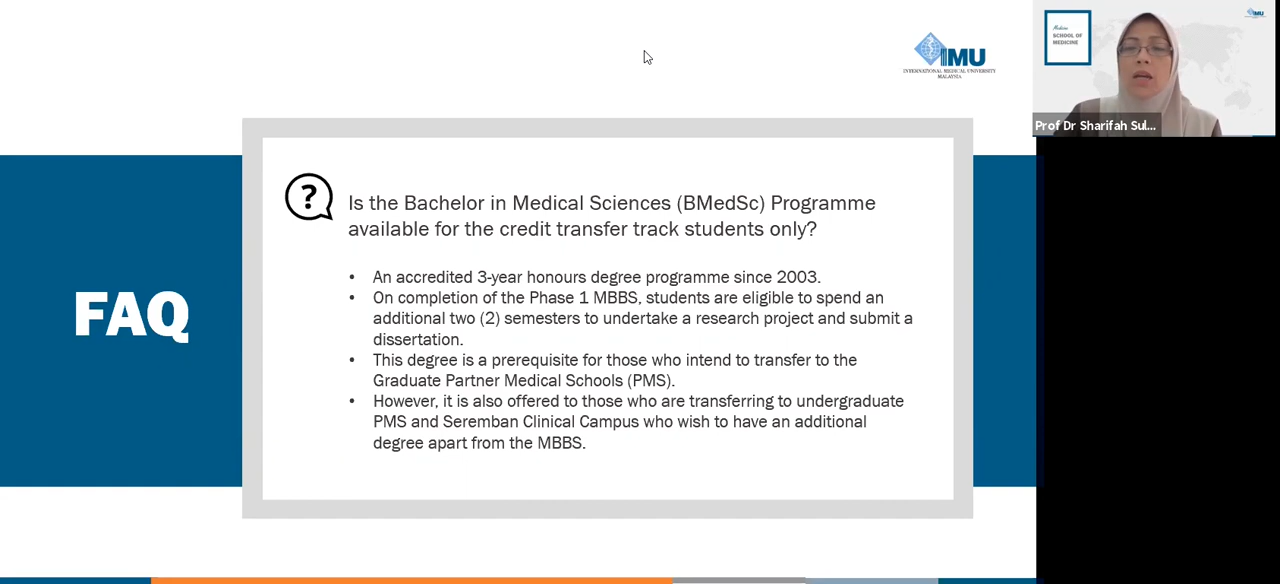 IMU
INTERNATIONAL MEDICAL UNIVERSITY
MALAYSIA
IMU
Medicine
SCHOOL OF
MEDICINE
Prof Dr Sharifah Sul...
FAQ
?
Is the Bachelor in Medical Sciences (BMedSc) Programme
available for the credit transfer track students only?
• An accredited 3-year honours degree programme since 2003.
• On completion of the Phase 1 MBBS, students are eligible to spend an
additional two (2) semesters to undertake a research project and submit a
dissertation.
• This degree is a prerequisite for those who intend to transfer to the
Graduate Partner Medical Schools (PMS).
• However, it is also offered to those who are transferring to undergraduate
PMS and Seremban Clinical Campus who wish to have an additional
degree apart from the MBBS.